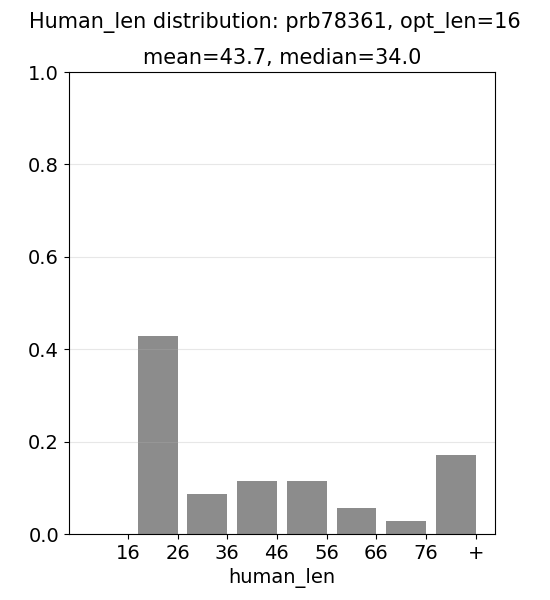 Human_len distribution: prb78361, opt_len=16
mean=43.7, median=34.0
1.0
0.8
0.6
0.4
0.2
0.0
16 26 36 46 56 66 76 +
human_len